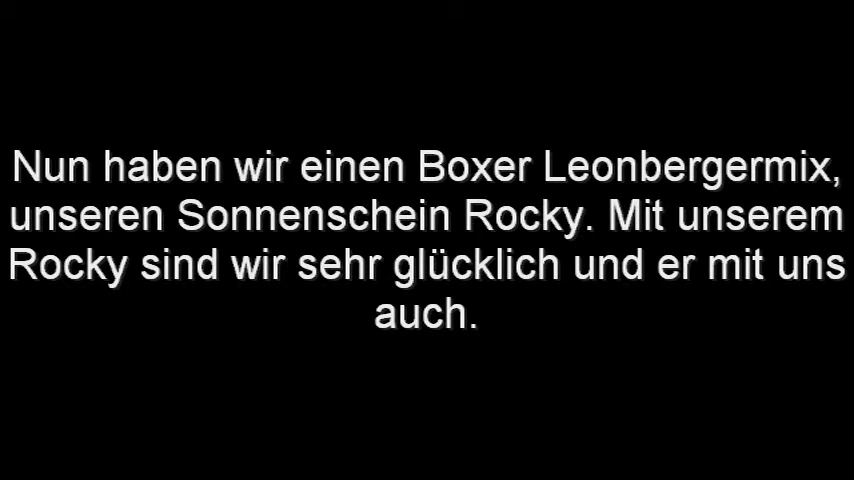 Nun haben wir einen Boxer Leonbergermix,
unseren Sonnenschein Rocky. Mit unserem
Rocky sind wir sehr glücklich und er mit uns
auch.